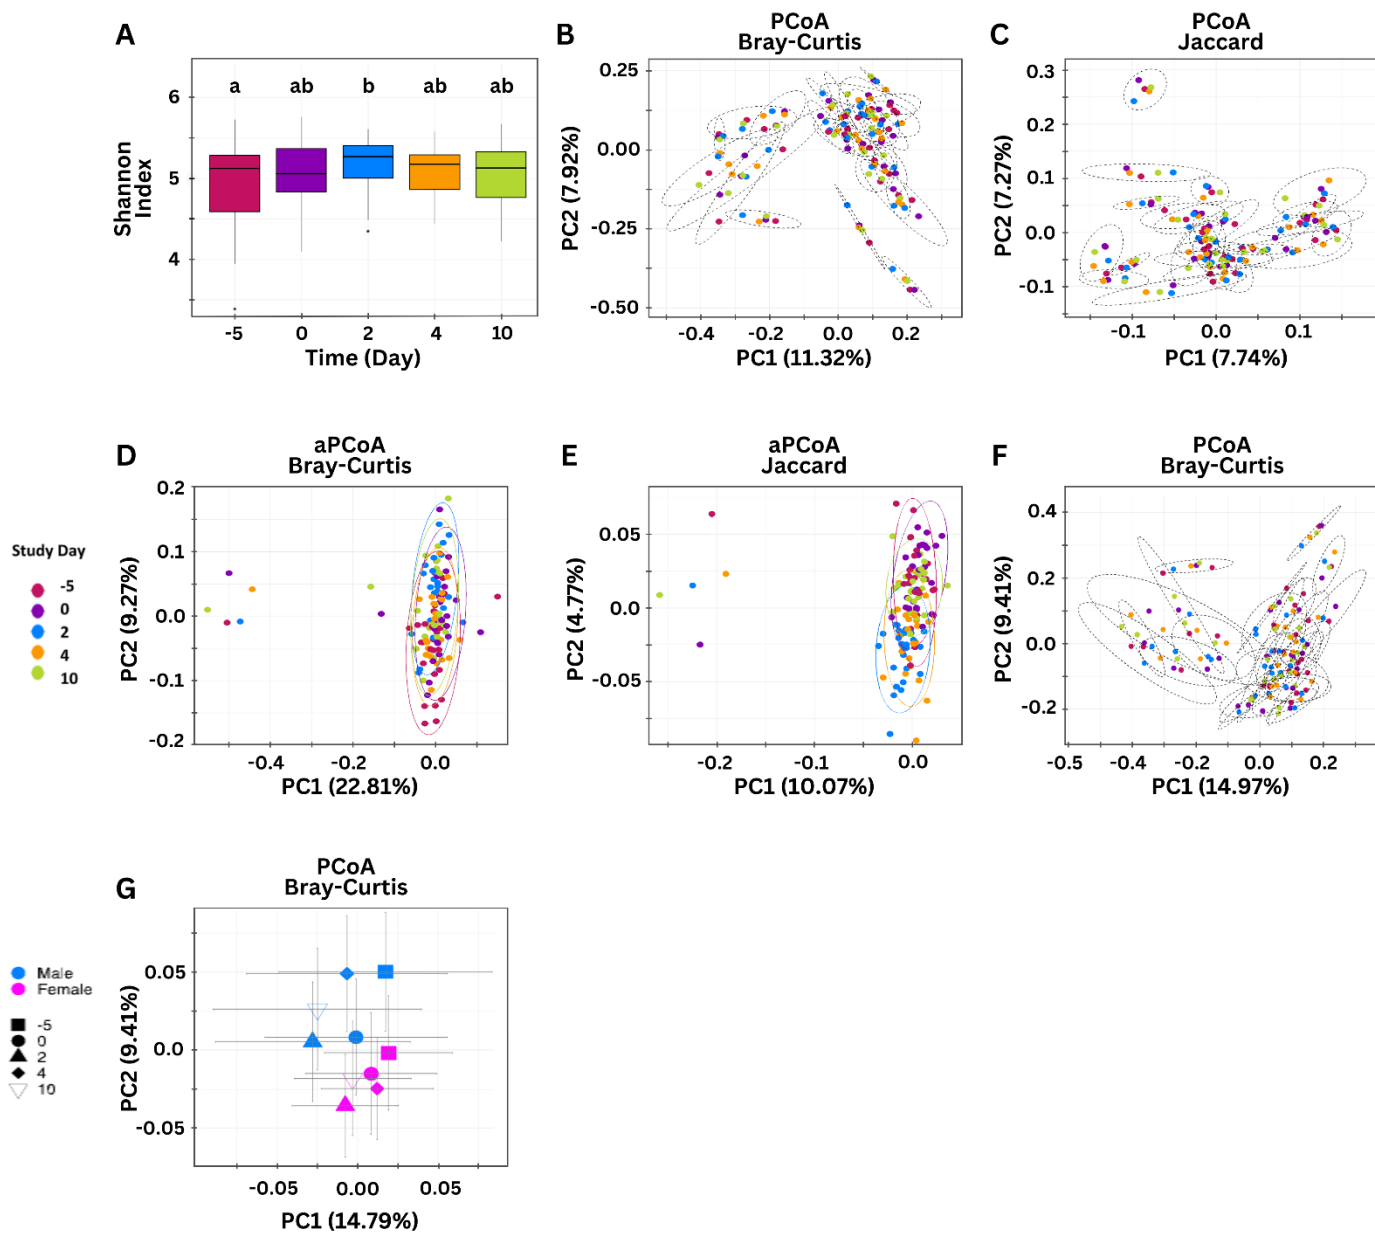 A
Shannon
Index
6
5
4
a ab b ab ab
-5 0 2 4 10
Time (Day)
B
PCoA
Bray-Curtis
PC2 (7.92%)
0.25
0.00
-0.25
-0.50
-0.4 -0.2 0.0 0.2
PC1 (11.32%)
C
PCoA
Jaccard
PC2 (7.27%)
0.3
0.2
0.1
0.0
-0.1
-0.1 0.0 0.1
PC1 (7.74%)
Study Day
-5
0
2
4
10
D
aPCoA
Bray-Curtis
PC2 (9.27%)
0.2
0.1
0.0
-0.1
-0.2
-0.4 -0.2 0.0
PC1 (22.81%)
E
aPCoA
Jaccard
PC2 (4.77%)
0.05
0.0
-0.05
-0.2 -0.1 0.0
PC1 (10.07%)
F
PCoA
Bray-Curtis
PC2 (9.41%)
0.4
0.2
0.0
-0.2
-0.5 -0.4 -0.2 0.0 0.2
PC1 (14.97%)
Male
Female
-5
0
2
4
10
G
PCoA
Bray-Curtis
PC2 (9.41%)
0.05
0.0
-0.05
-0.05 0.00 0.05
PC1 (14.79%)